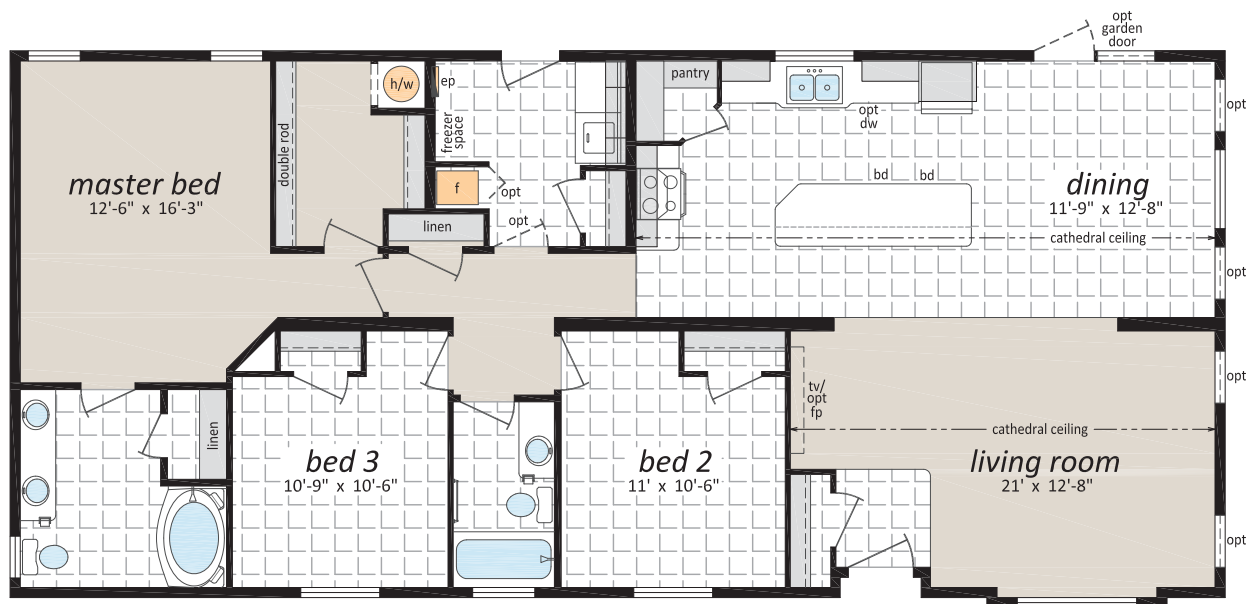 opt
garden
door
h/w
ep
freezer
space
double rod
pantry
opt
dw
opt
master bed
12'-6" x 16'-3"
f
opt
linen
opt
bd bd
dining
11'-9" x 12'-8"
cathedral ceiling
opt
tv/
opt
fp
opt
cathedral ceiling
linen
bed 3
10'-9" x 10'-6"
bed 2
11' x 10'-6"
living room
21' x 12'-8"
opt